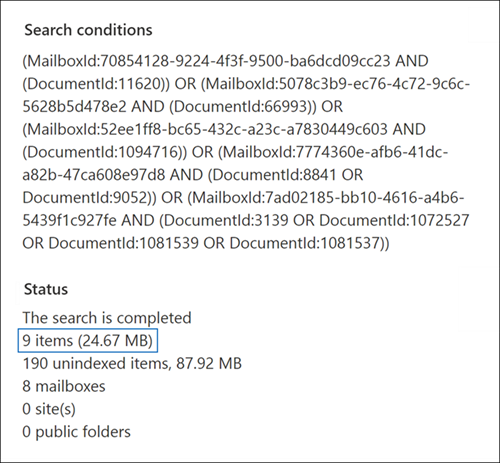 Search conditions
(MailboxId:70854128-9224-4f3f-9500-ba6dcd09cc23 AND
(DocumentId:11620)) OR (MailboxId:5078c3b9-ec76-4c72-9c6c-
5628b5d478e2 AND (DocumentId:66993)) OR
(MailboxId:52ee1ff8-bc65-432c-a23c-a7830449c603 AND
(DocumentId:1094716)) OR (MailboxId:7774360e-afb6-41dc-
a82b-47ca608e97d8 AND (DocumentId:8841 OR
DocumentId:9052)) OR (MailboxId:7ad02185-bb10-4616-a4b6-
5439f1c927fe AND (DocumentId:3139 OR DocumentId:1072527
OR DocumentId:1081539 OR DocumentId:1081537))
Status
The search is completed
9 items (24.67 MB)
190 unindexed items, 87.92 MB
8 mailboxes
0 site(s)
0 public folders